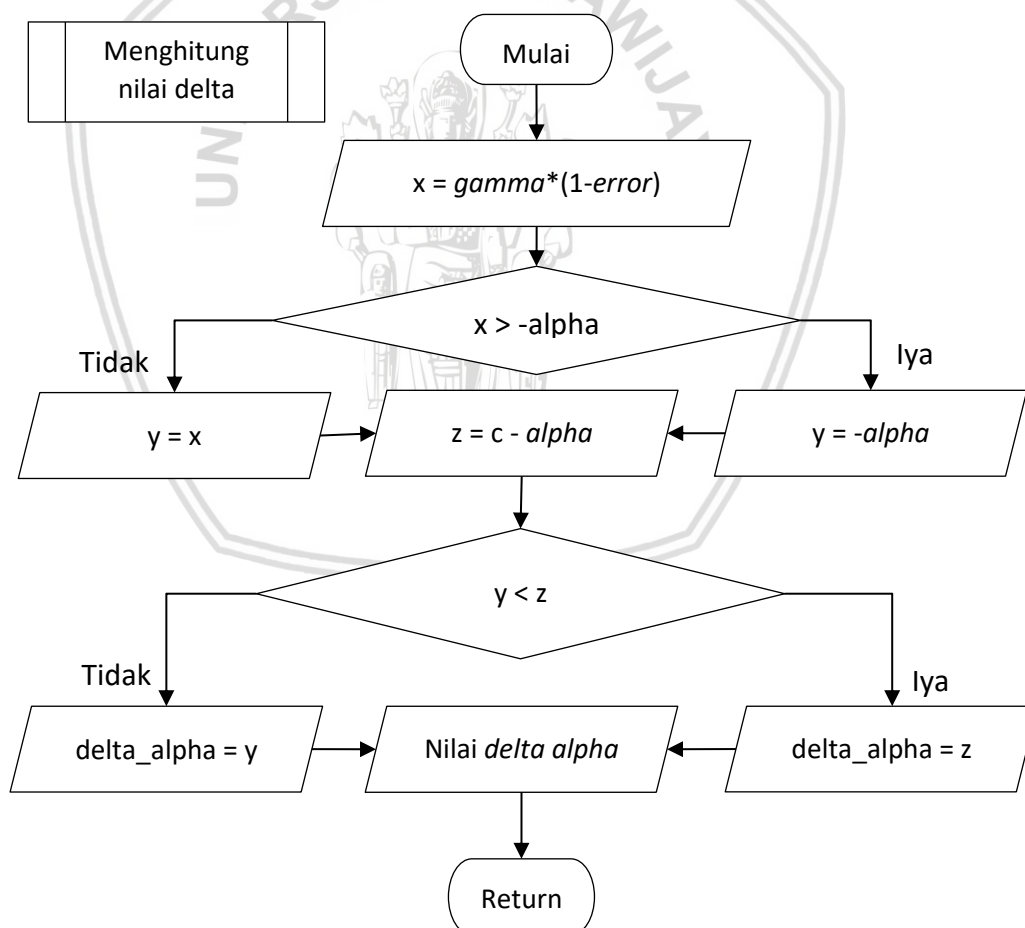 Menghitung
nilai delta
Mulai
x = gamma*(1-error)
x > -alpha
Tidak
Iya
y = x
z = c - alpha
y = -alpha
y < z
Tidak
Iya
delta_alpha = y
Nilai delta alpha
delta_alpha = z
Return